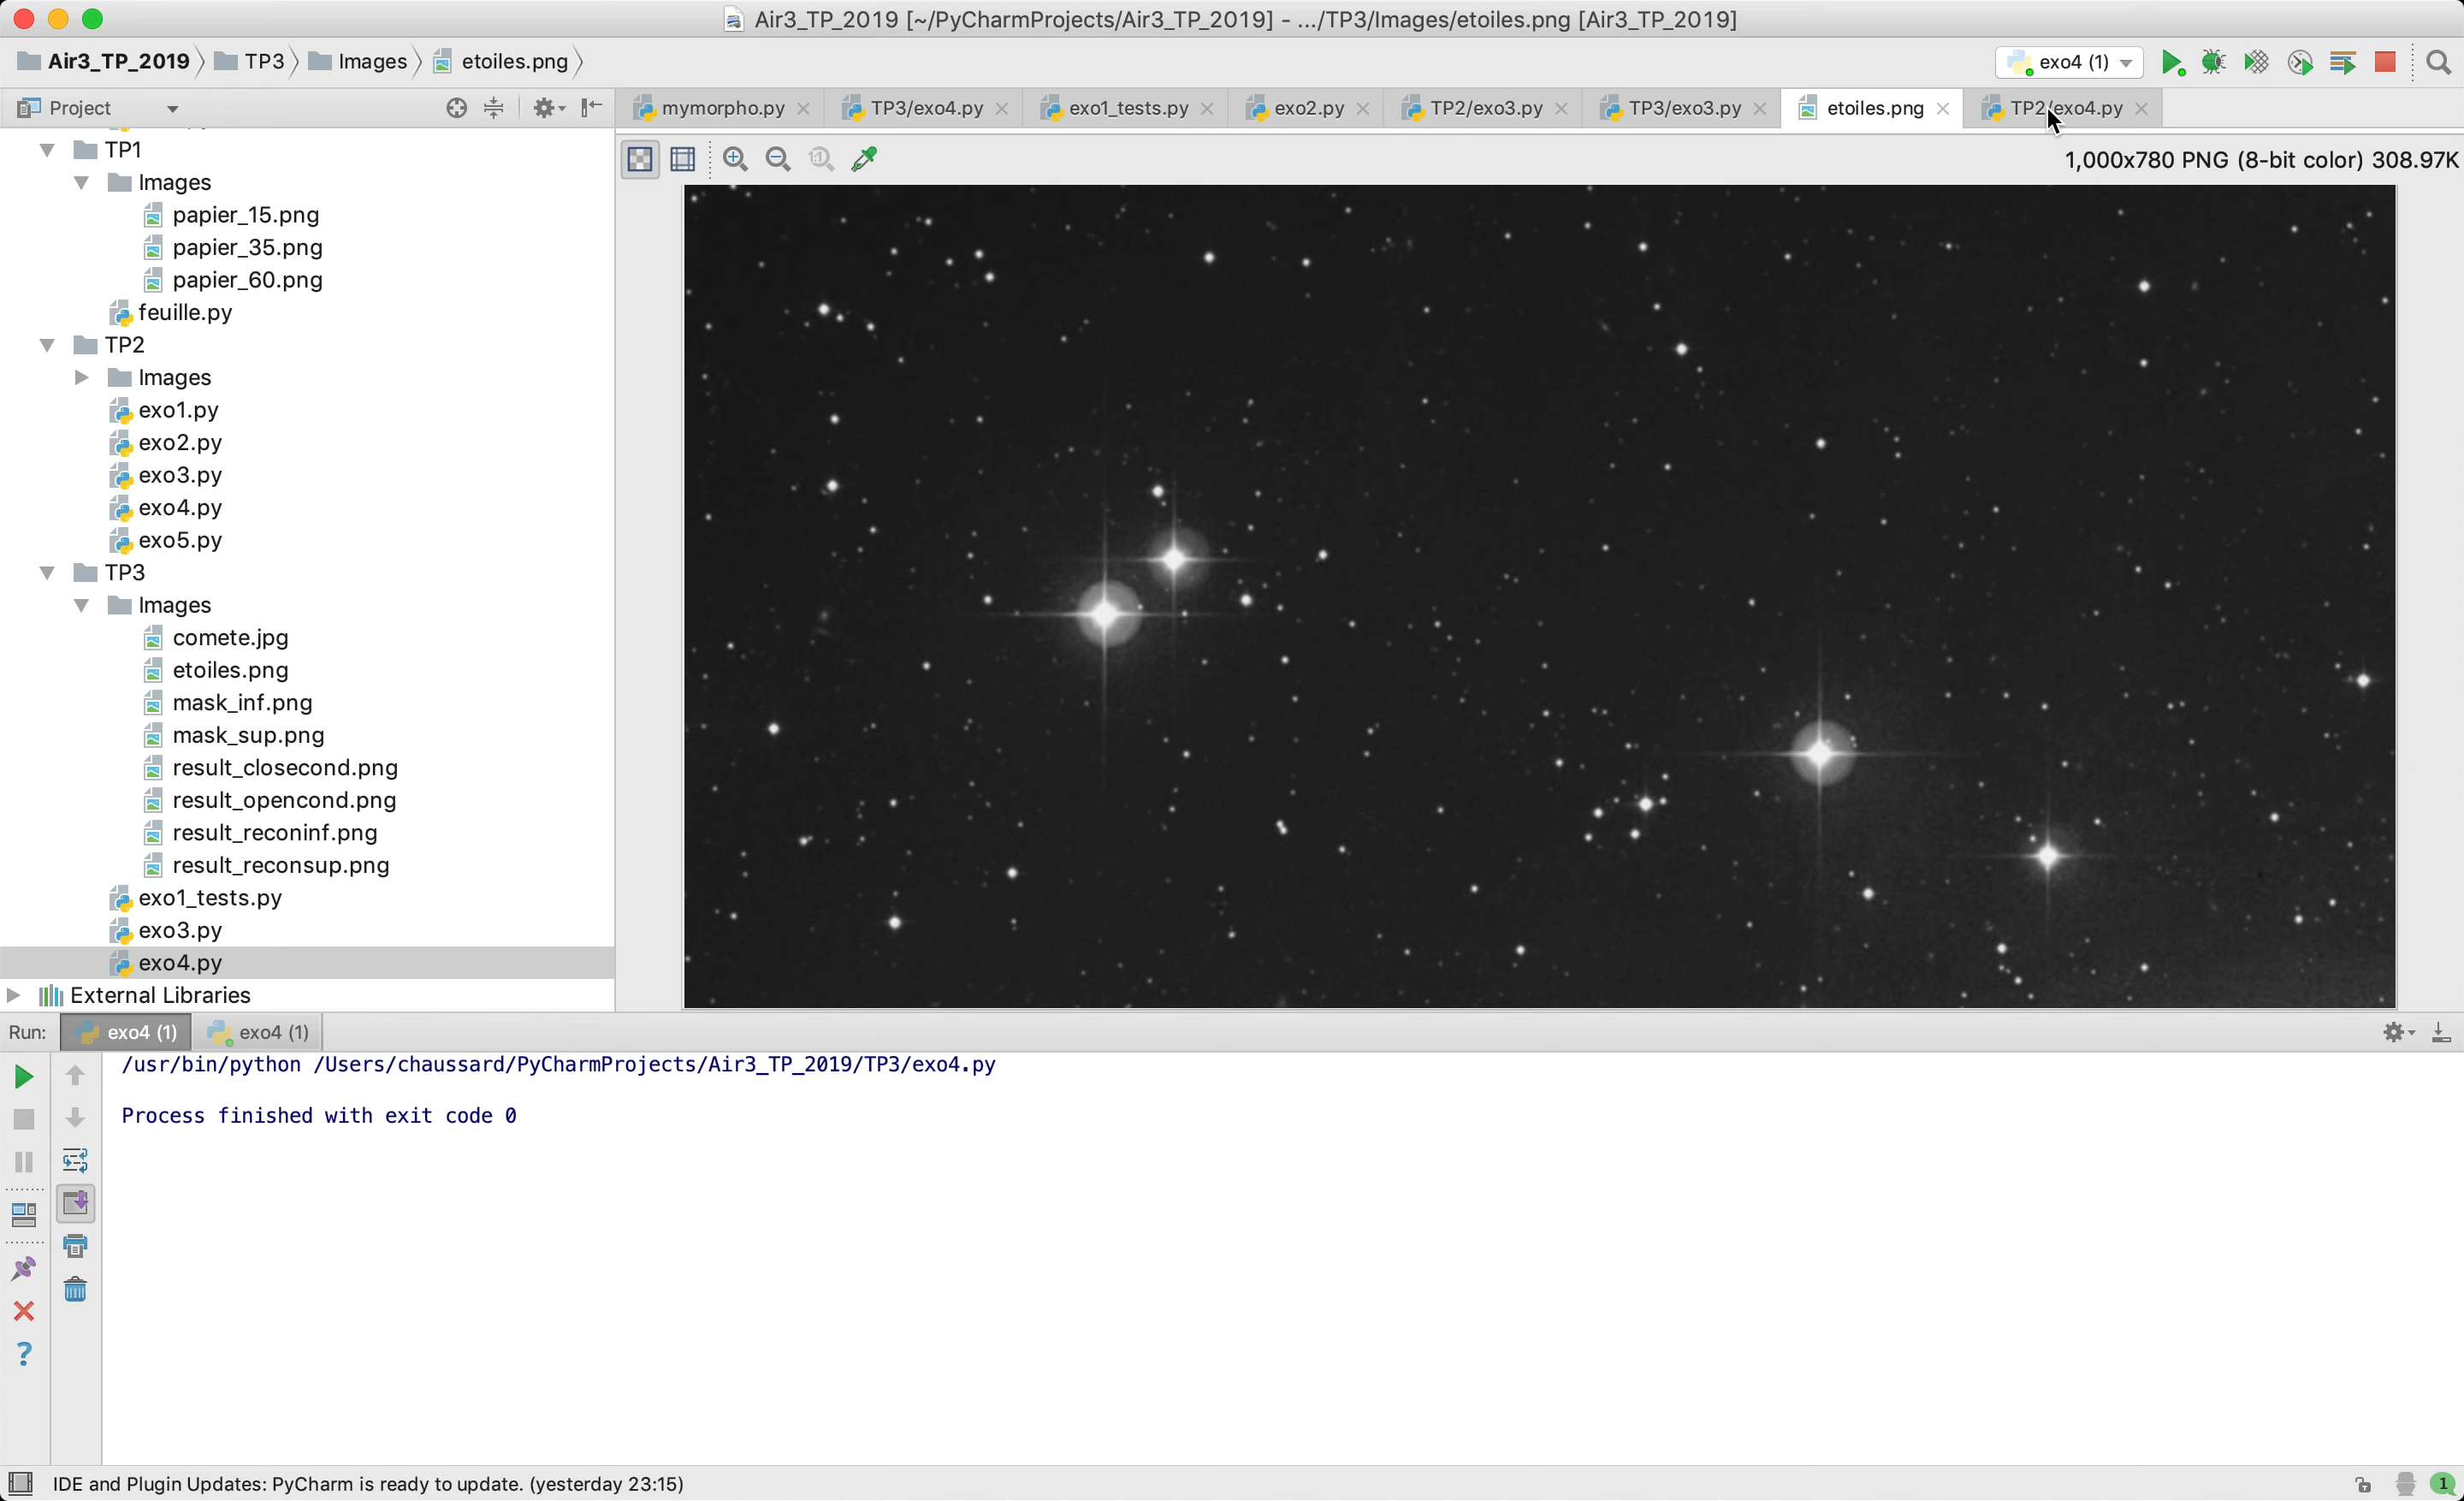 Air3_TP_2019 [~/PyCharmProjects/Air3_TP_2019] - .../TP3/Images/etoiles.png [Air3_TP_2019]
Air3_TP_2019 TP3 Images etoiles.png exo4 (1)
Project mymorpho.py TP3/exo4.py exo1_tests.py exo2.py TP2/exo3.py TP3/exo3.py etoiles.png TP2/exo4.py
1:1 1,000x780 PNG (8-bit color) 308.97K
TP1
Images
papier_15.png
papier_35.png
papier_60.png
feuille.py
TP2
Images
exo1.py
exo2.py
exo3.py
exo4.py
exo5.py
TP3
Images
comete.jpg
etoiles.png
mask_inf.png
mask_sup.png
result_closecond.png
result_opencond.png
result_reconinf.png
result_reconsup.png
exo1_tests.py
exo3.py
exo4.py
External Libraries
Run: exo4 (1) exo4 (1)
/usr/bin/python /Users/chaussard/PyCharmProjects/Air3_TP_2019/TP3/exo4.py
Process finished with exit code 0
?
IDE and Plugin Updates: PyCharm is ready to update. (yesterday 23:15) 1